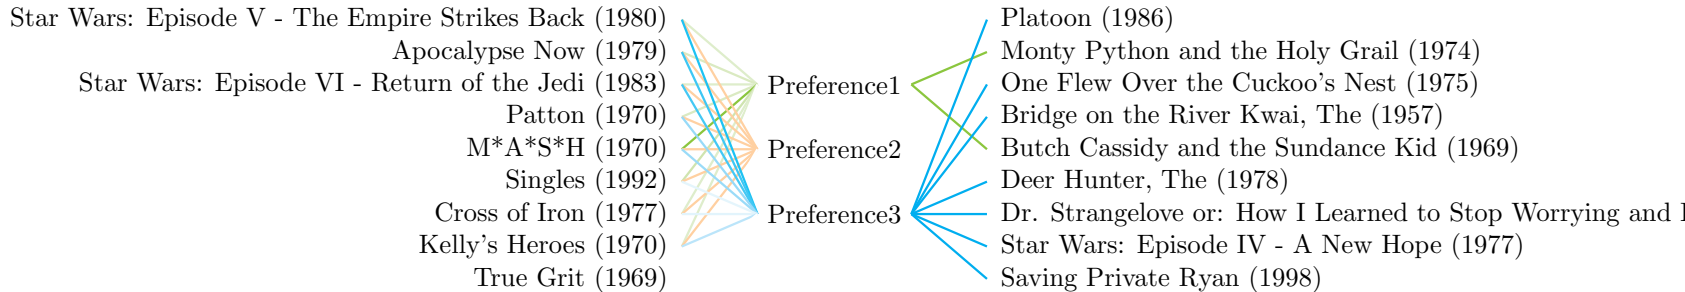 Star Wars: Episode V - The Empire Strikes Back (1980)
Apocalypse Now (1979)
Star Wars: Episode VI - Return of the Jedi (1983)
Patton (1970)
M*A*S*H (1970)
Singles (1992)
Cross of Iron (1977)
Kelly's Heroes (1970)
True Grit (1969)
Preference1
Preference2
Preference3
Platoon (1986)
Monty Python and the Holy Grail (1974)
One Flew Over the Cuckoo's Nest (1975)
Bridge on the River Kwai, The (1957)
Butch Cassidy and the Sundance Kid (1969)
Deer Hunter, The (1978)
Dr. Strangelove or: How I Learned to Stop Worrying and
Star Wars: Episode IV - A New Hope (1977)
Saving Private Ryan (1998)